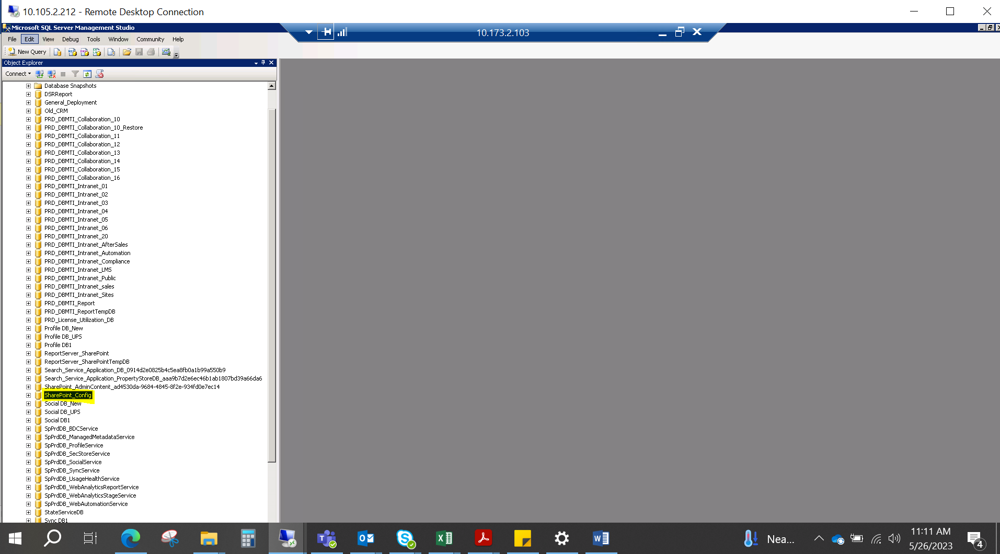 10.105.2.212 - Remote Desktop Connection
Microsoft SQL Server Management Studio
10.173.2.103
File Edit View Debug Tools Window Community Help
New Query
Object Explorer
Connect
Database Snapshots
DSRReport
General_Deployment
Old_CRM
PRD_DBMTI_Collaboration_10
PRD_DBMTI_Collaboration_10_Restore
PRD_DBMTI_Collaboration_11
PRD_DBMTI_Collaboration_12
PRD_DBMTI_Collaboration_13
PRD_DBMTI_Collaboration_14
PRD_DBMTI_Collaboration_15
PRD_DBMTI_Collaboration_16
PRD_DBMTI_Intranet_01
PRD_DBMTI_Intranet_02
PRD_DBMTI_Intranet_03
PRD_DBMTI_Intranet_04
PRD_DBMTI_Intranet_05
PRD_DBMTI_Intranet_06
PRD_DBMTI_Intranet_20
PRD_DBMTI_Intranet_AfterSales
PRD_DBMTI_Intranet_Automation
PRD_DBMTI_Intranet_Compliance
PRD_DBMTI_Intranet_LMS
PRD_DBMTI_Intranet_Public
PRD_DBMTI_Intranet_sales
PRD_DBMTI_Intranet_Sites
PRD_DBMTI_Report
PRD_DBMTI_ReportTempDB
PRD_License_Utilization_DB
Profile DB_New
Profile DB_UPS
Profile DB1
ReportServer_SharePoint
ReportServer_SharePointTempDB
Search_Service_Application_DB_0914d2e0825b4c5ea8fb0a1b99a550b9
Search_Service_Application_PropertyStoreDB_aaa9b7d2e6ec46b1ab1807bd39a66da6
SharePoint_AdminContent_ad4530da-9684-4845-8f2e-934fd0e7ec14
SharePoint_Config
Social DB_New
Social DB_UPS
Social DB1
SpPrdDB_BDCService
SpPrdDB_ManagedMetadataService
SpPrdDB_ProfileService
SpPrdDB_SecStoreService
SpPrdDB_SocialService
SpPrdDB_SyncService
SpPrdDB_UsageHealthService
SpPrdDB_WebAnalyticsReportService
SpPrdDB_WebAnalyticsStageService
SpPrdDB_WebAutomationService
StateServiceDB
Sync DB1
Nea...
11:11 AM
5/26/2023
4